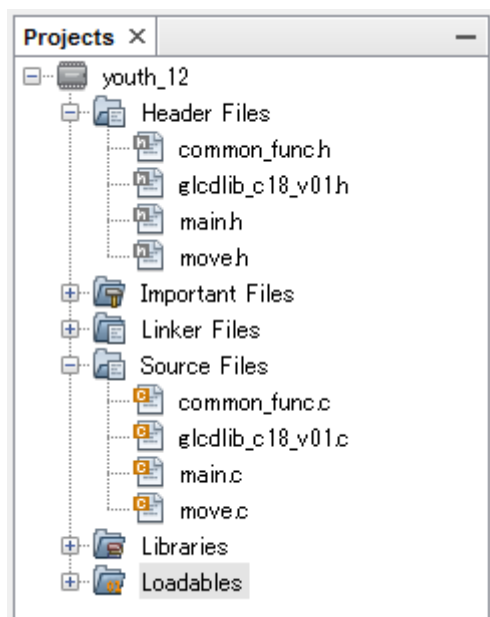 Projects ×
youth_12
Header Files
common_func.h
glcdlib_c18_v01.h
main.h
move.h
Important Files
Linker Files
Source Files
common_func.c
glcdlib_c18_v01.c
main.c
move.c
Libraries
Loadables